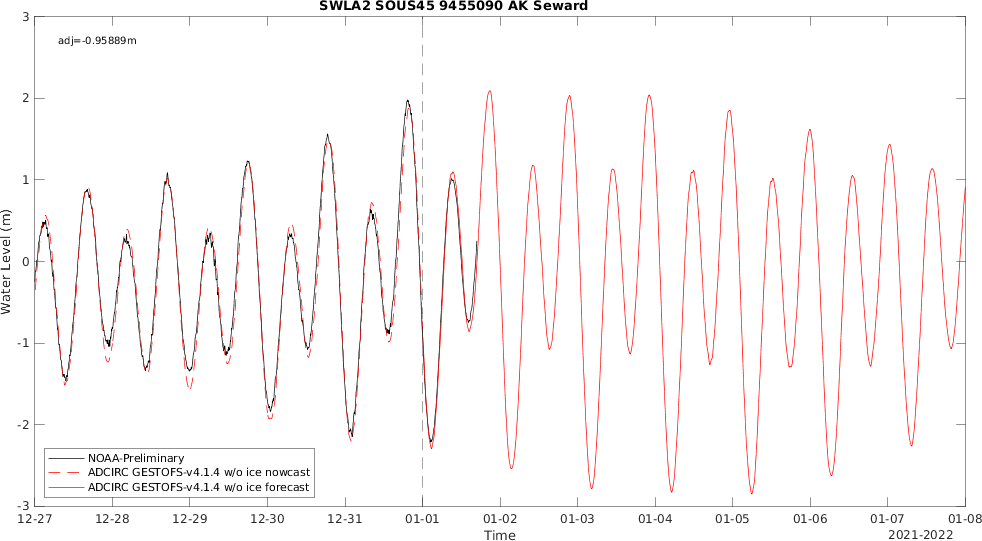 SWLA2 SOUS45 9455090 AK Seward
adj=-0.95889m
3
2
1
0
-1
-2
-3
Water Level (m)
NOAA-Preliminary
ADCIRC GESTOFS-v4.1.4 w/o ice nowcast
ADCIRC GESTOFS-v4.1.4 w/o ice forecast
12-27 12-28 12-29 12-30 12-31 01-01 01-02 01-03 01-04 01-05 01-06 01-07 01-08
Time
2021-2022